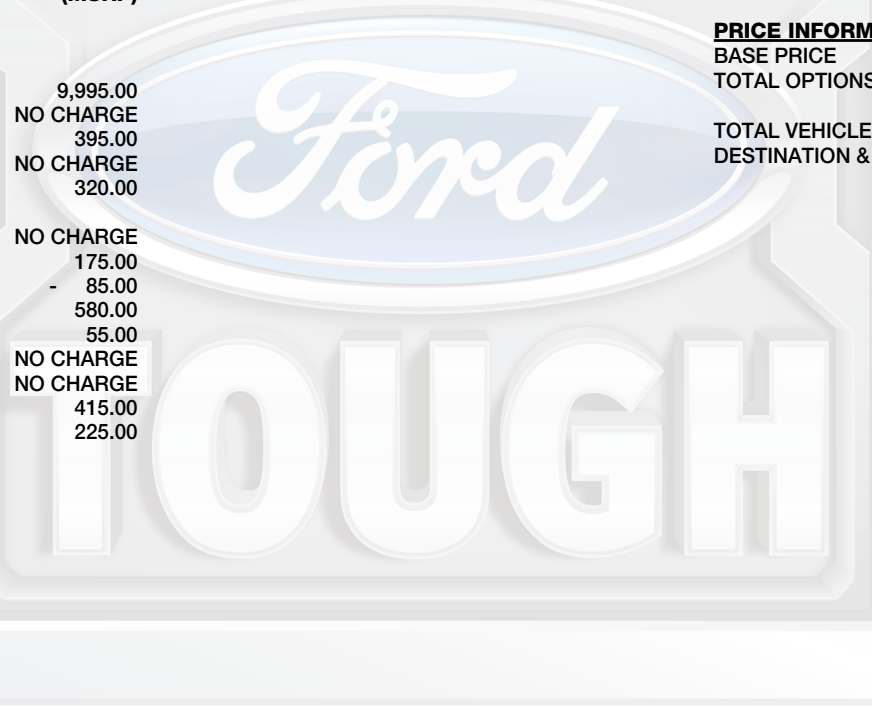 (MSRP)
9,995.00
NO CHARGE
395.00
NO CHARGE
320.00
NO CHARGE
175.00
- 85.00
580.00
55.00
NO CHARGE
NO CHARGE
415.00
225.00
PRICE INFORM
BASE PRICE
TOTAL OPTIONS
TOTAL VEHICLE
DESTINATION &
Ford
TOUGH